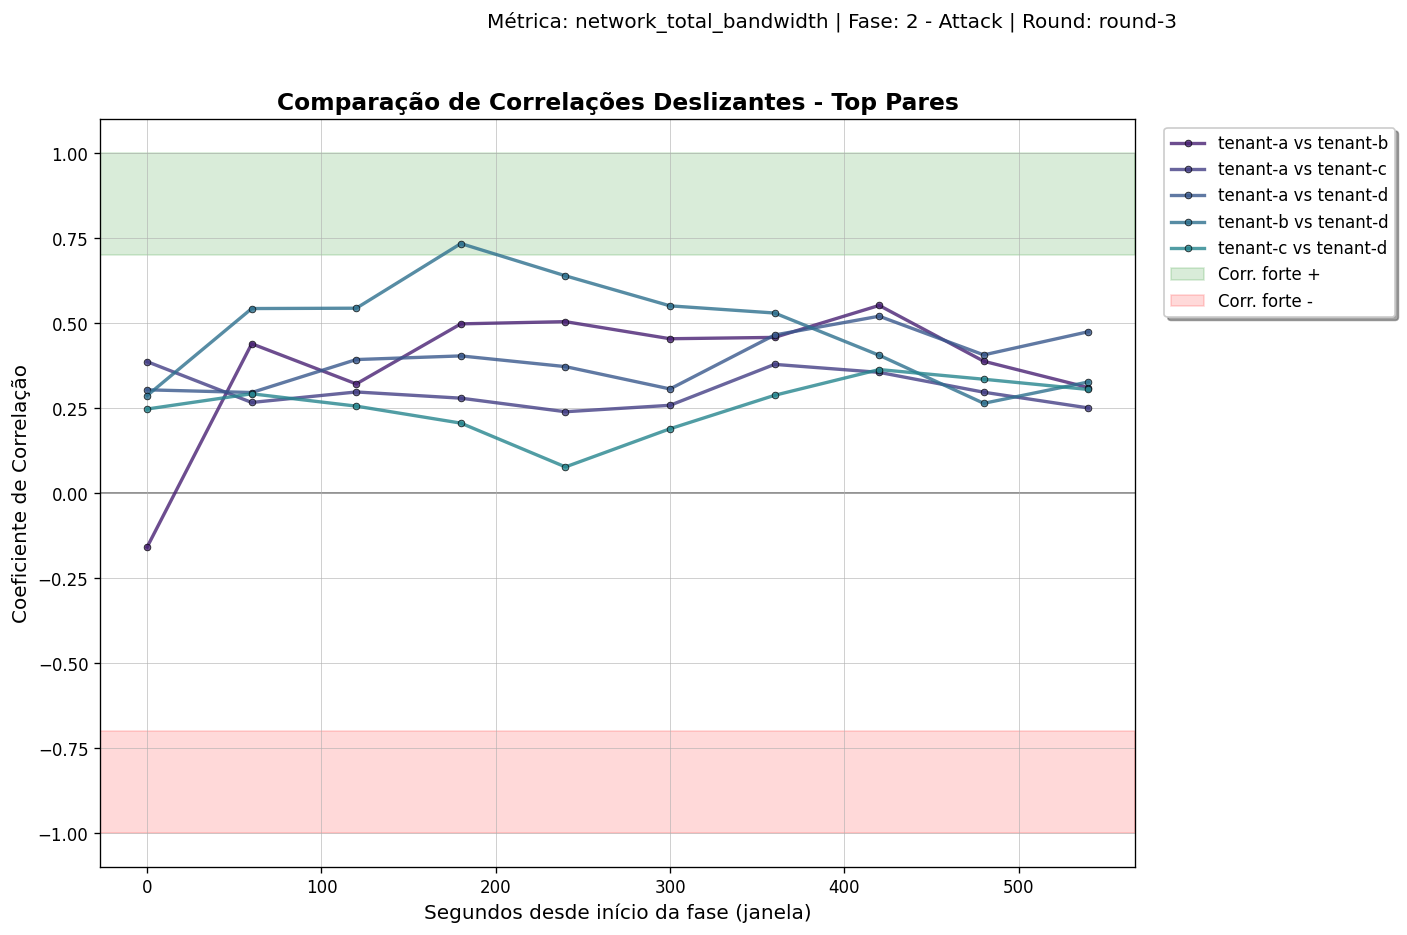 Métrica: network_total_bandwidth | Fase: 2 - Attack | Round: round-3
Comparação de Correlações Deslizantes - Top Pares
tenant-a vs tenant-b
tenant-a vs tenant-c
tenant-a vs tenant-d
tenant-b vs tenant-d
tenant-c vs tenant-d
Corr. forte +
Corr. forte -
Coeficiente de Correlação
1.00
0.75
0.50
0.25
0.00
−0.25
−0.50
−0.75
−1.00
0 100 200 300 400 500
Segundos desde início da fase (janela)